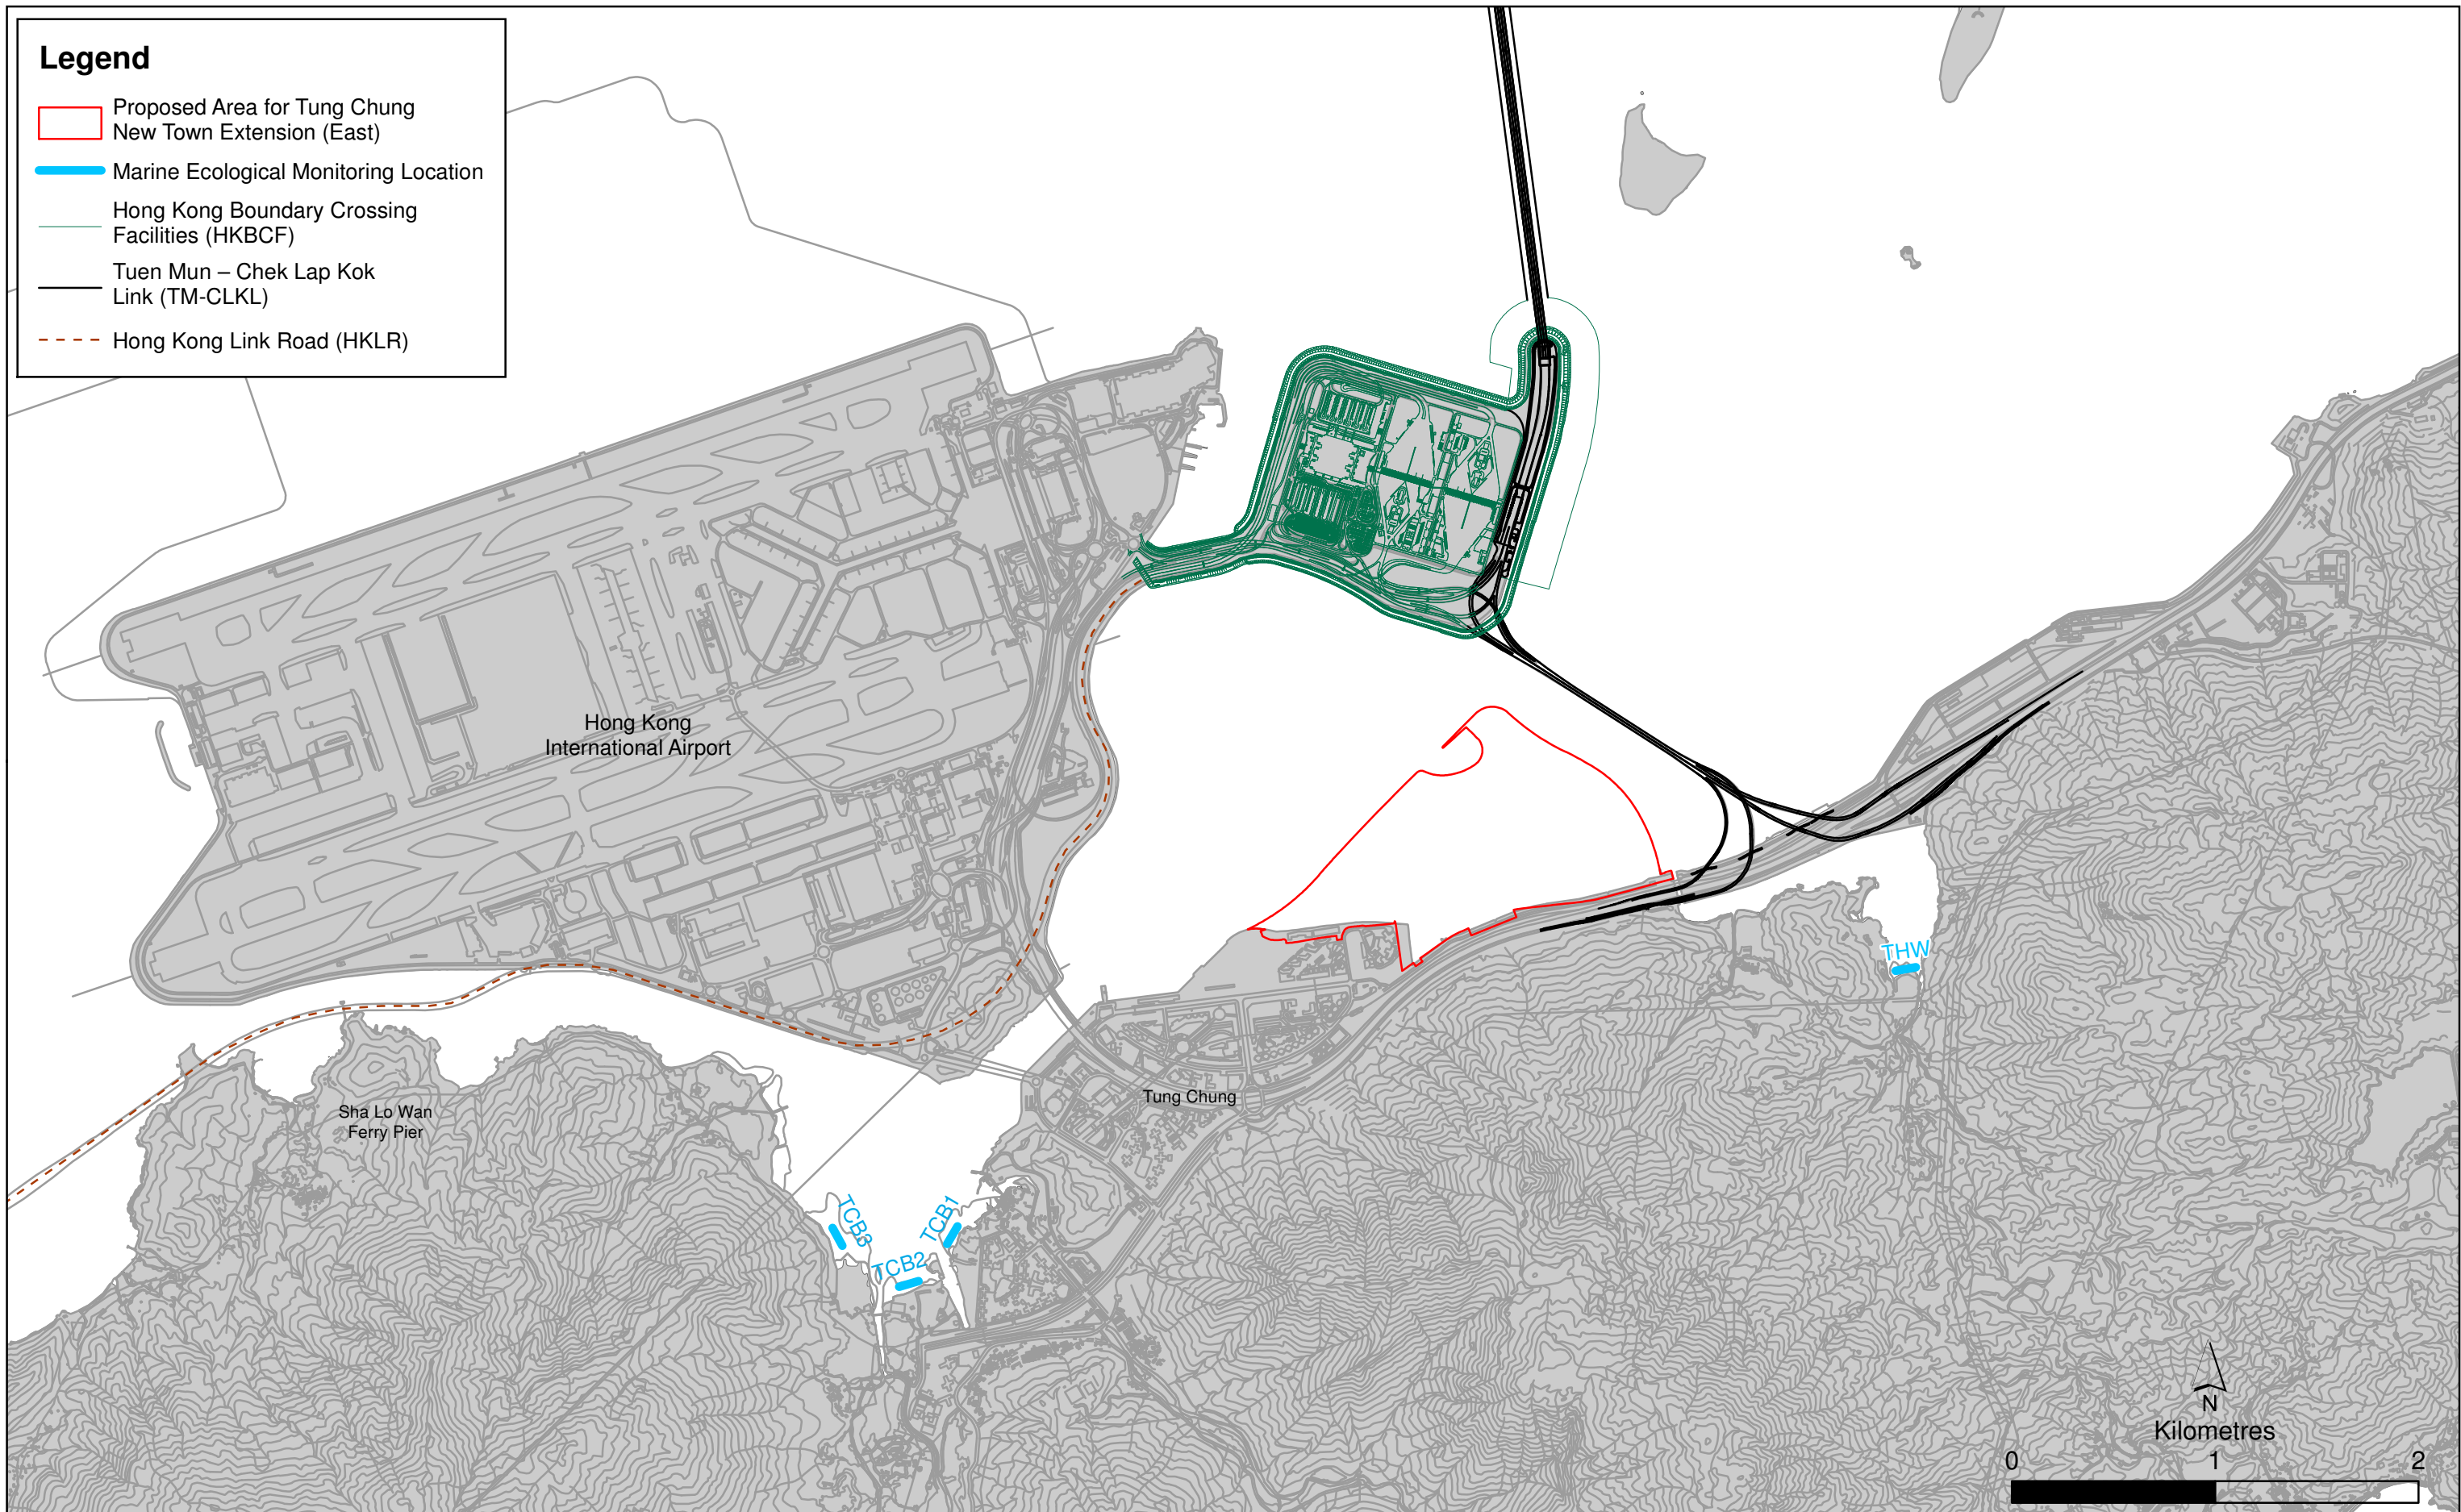 Legend
Proposed Area for Tung Chung
New Town Extension (East)
Marine Ecological Monitoring Location
Hong Kong Boundary Crossing
Facilities (HKBCF)
Tuen Mun – Chek Lap Kok
Link (TM-CLKL)
Hong Kong Link Road (HKLR)
Hong Kong
International Airport
THW
Tung Chung
Sha Lo Wan
Ferry Pier
TCB3
TCB1
TCB2
N
Kilometres
0 1 2